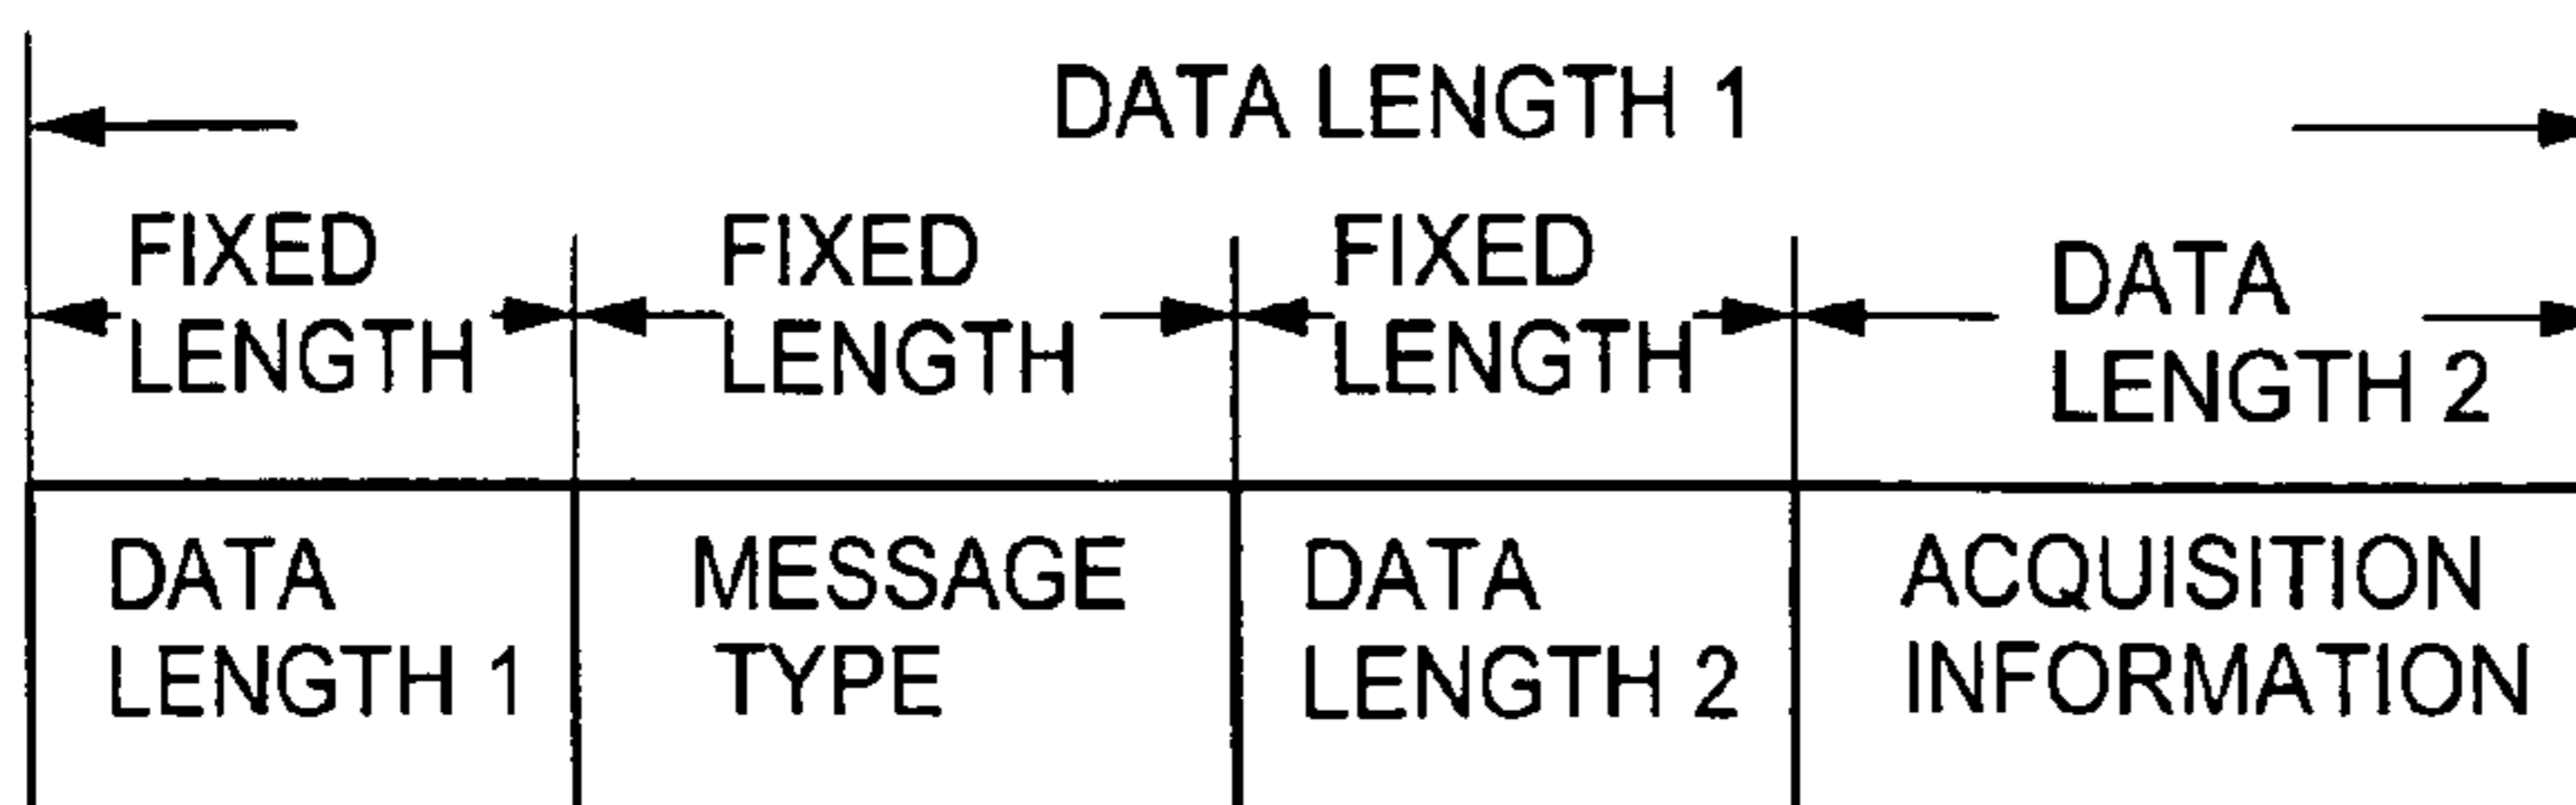 DATA LENGTH 1
FIXED
LENGTH
FIXED
LENGTH
FIXED
LENGTH
DATA
LENGTH 2
DATA
LENGTH 1
MESSAGE
TYPE
DATA
LENGTH 2
ACQUISITION
INFORMATION